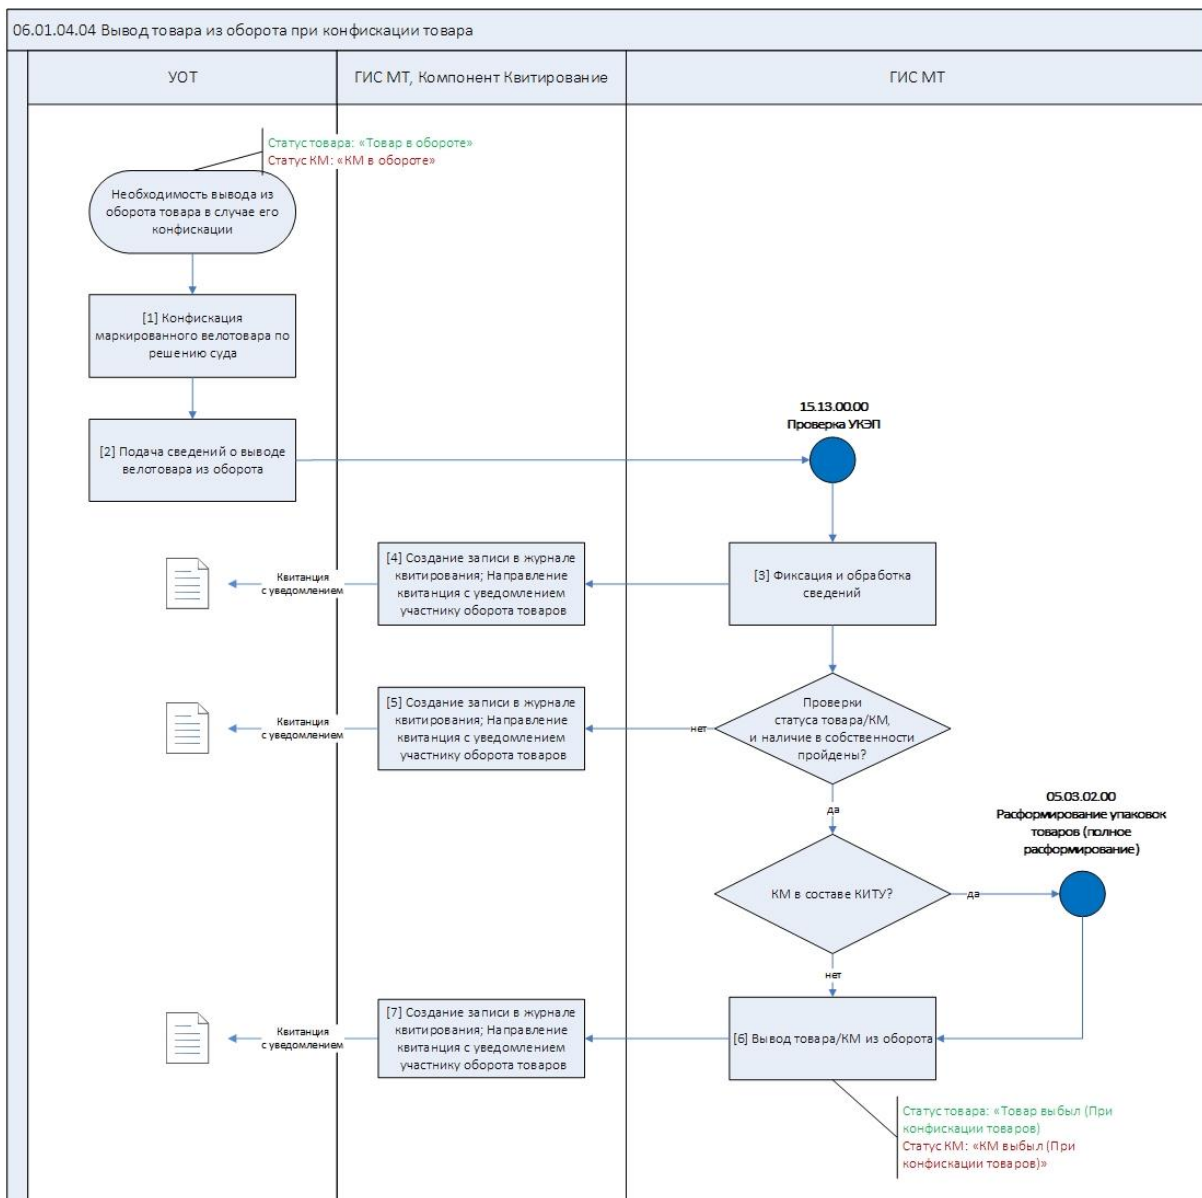 06.01.04.04 Вывод товара из оборота при конфискации товара
УОТ
ГИС МТ, Компонент Квитирование
ГИС МТ
Статус товара: «Товар в обороте»
Статус КМ: «КМ в обороте»
Необходимость вывода из
оборота товара в случае его
конфискации
[1] Конфискация
маркированного велотовара по
решению суда
[2] Подача сведений о выводе
велотовара из оборота
15.13.00.00
Проверка УКЭП
[3] Фиксация и обработка
сведений
[4] Создание записи в журнале
квитирования; Направление
квитанция с уведомлением
участнику оборота товаров
Квитанция
с уведомлением
Проверки
статуса товара/КМ,
и наличие в собственности
пройдены?
нет
[5] Создание записи в журнале
квитирования; Направление
квитанция с уведомлением
участнику оборота товаров
Квитанция
с уведомлением
да
КМ в составе КИТУ?
да
05.03.02.00
Расформирование упаковок
товаров (полное
расформирование)
нет
[6] Вывод товара/КМ из оборота
[7] Создание записи в журнале
квитирования; Направление
квитанция с уведомлением
участнику оборота товаров
Квитанция
с уведомлением
Статус товара: «Товар выбыл (При
конфискации товаров)
Статус КМ: «КМ выбыл (При
конфискации товаров)»